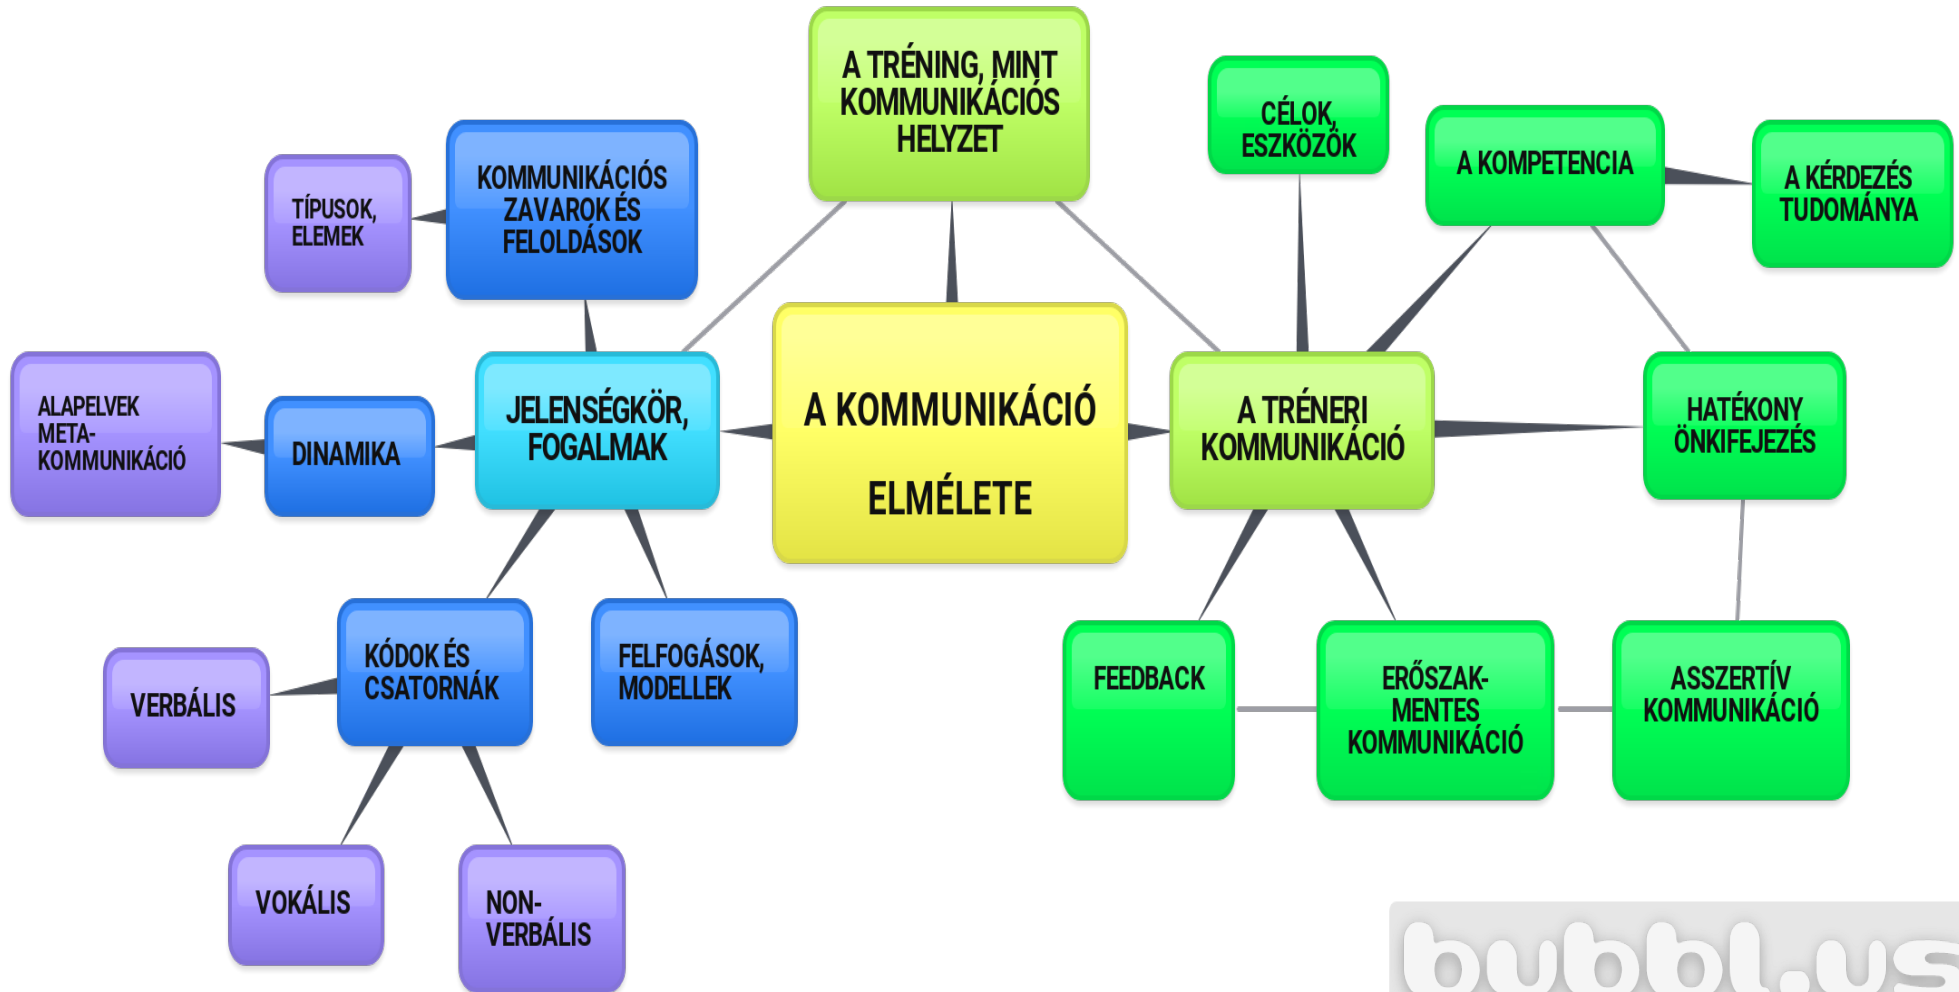 A TRÉNING, MINT
KOMMUNIKÁCIÓS
HELYZET
CÉLOK,
ESZKÖZÖK
A KOMPETENCIA
A KÉRDEZÉS
TUDOMÁNYA
KOMMUNIKÁCIÓS
ZAVAROK ÉS
FELOLDÁSOK
TÍPUSOK,
ELEMEK
ALAPELVEK
META-
KOMMUNIKÁCIÓ
DINAMIKA
JELENSÉGKÖR,
FOGALMAK
A KOMMUNIKÁCIÓ
ELMÉLETE
A TRÉNERI
KOMMUNIKÁCIÓ
HATÉKONY
ÖNKIFEJEZÉS
VERBÁLIS
KÓDOK ÉS
CSATORNÁK
FELFOGÁSOK,
MODELLEK
FEEDBACK
ERŐSZAK-
MENTES
KOMMUNIKÁCIÓ
ASSZERTÍV
KOMMUNIKÁCIÓ
VOKÁLIS
NON-
VERBÁLIS
bubbl.us